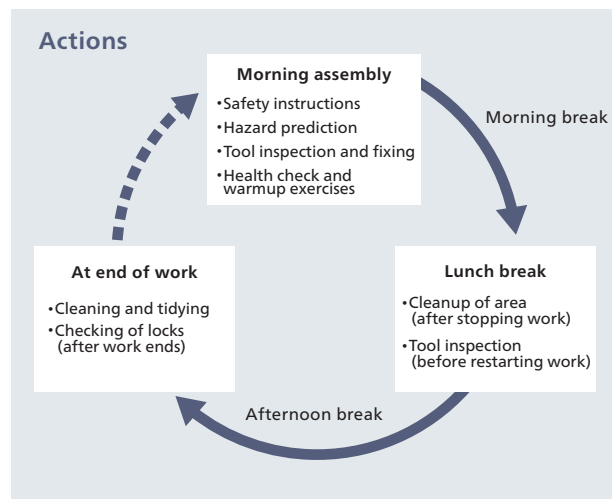 Actions
Morning assembly
•Safety instructions
•Hazard prediction
•Tool inspection and fixing
•Health check and
warmup exercises
Morning break
Lunch break
•Cleanup of area
(after stopping work)
•Tool inspection
(before restarting work)
Afternoon break
At end of work
•Cleaning and tidying
•Checking of locks
(after work ends)